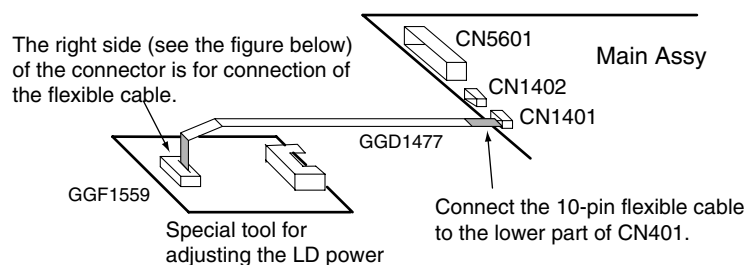 The right side (see the figure below)
of the connector is for connection of
the flexible cable.
CN5601
Main Assy
CN1402
CN1401
GGD1477
GGF1559
Special tool for
adjusting the LD power
Connect the 10-pin flexible cable
to the lower part of CN401.